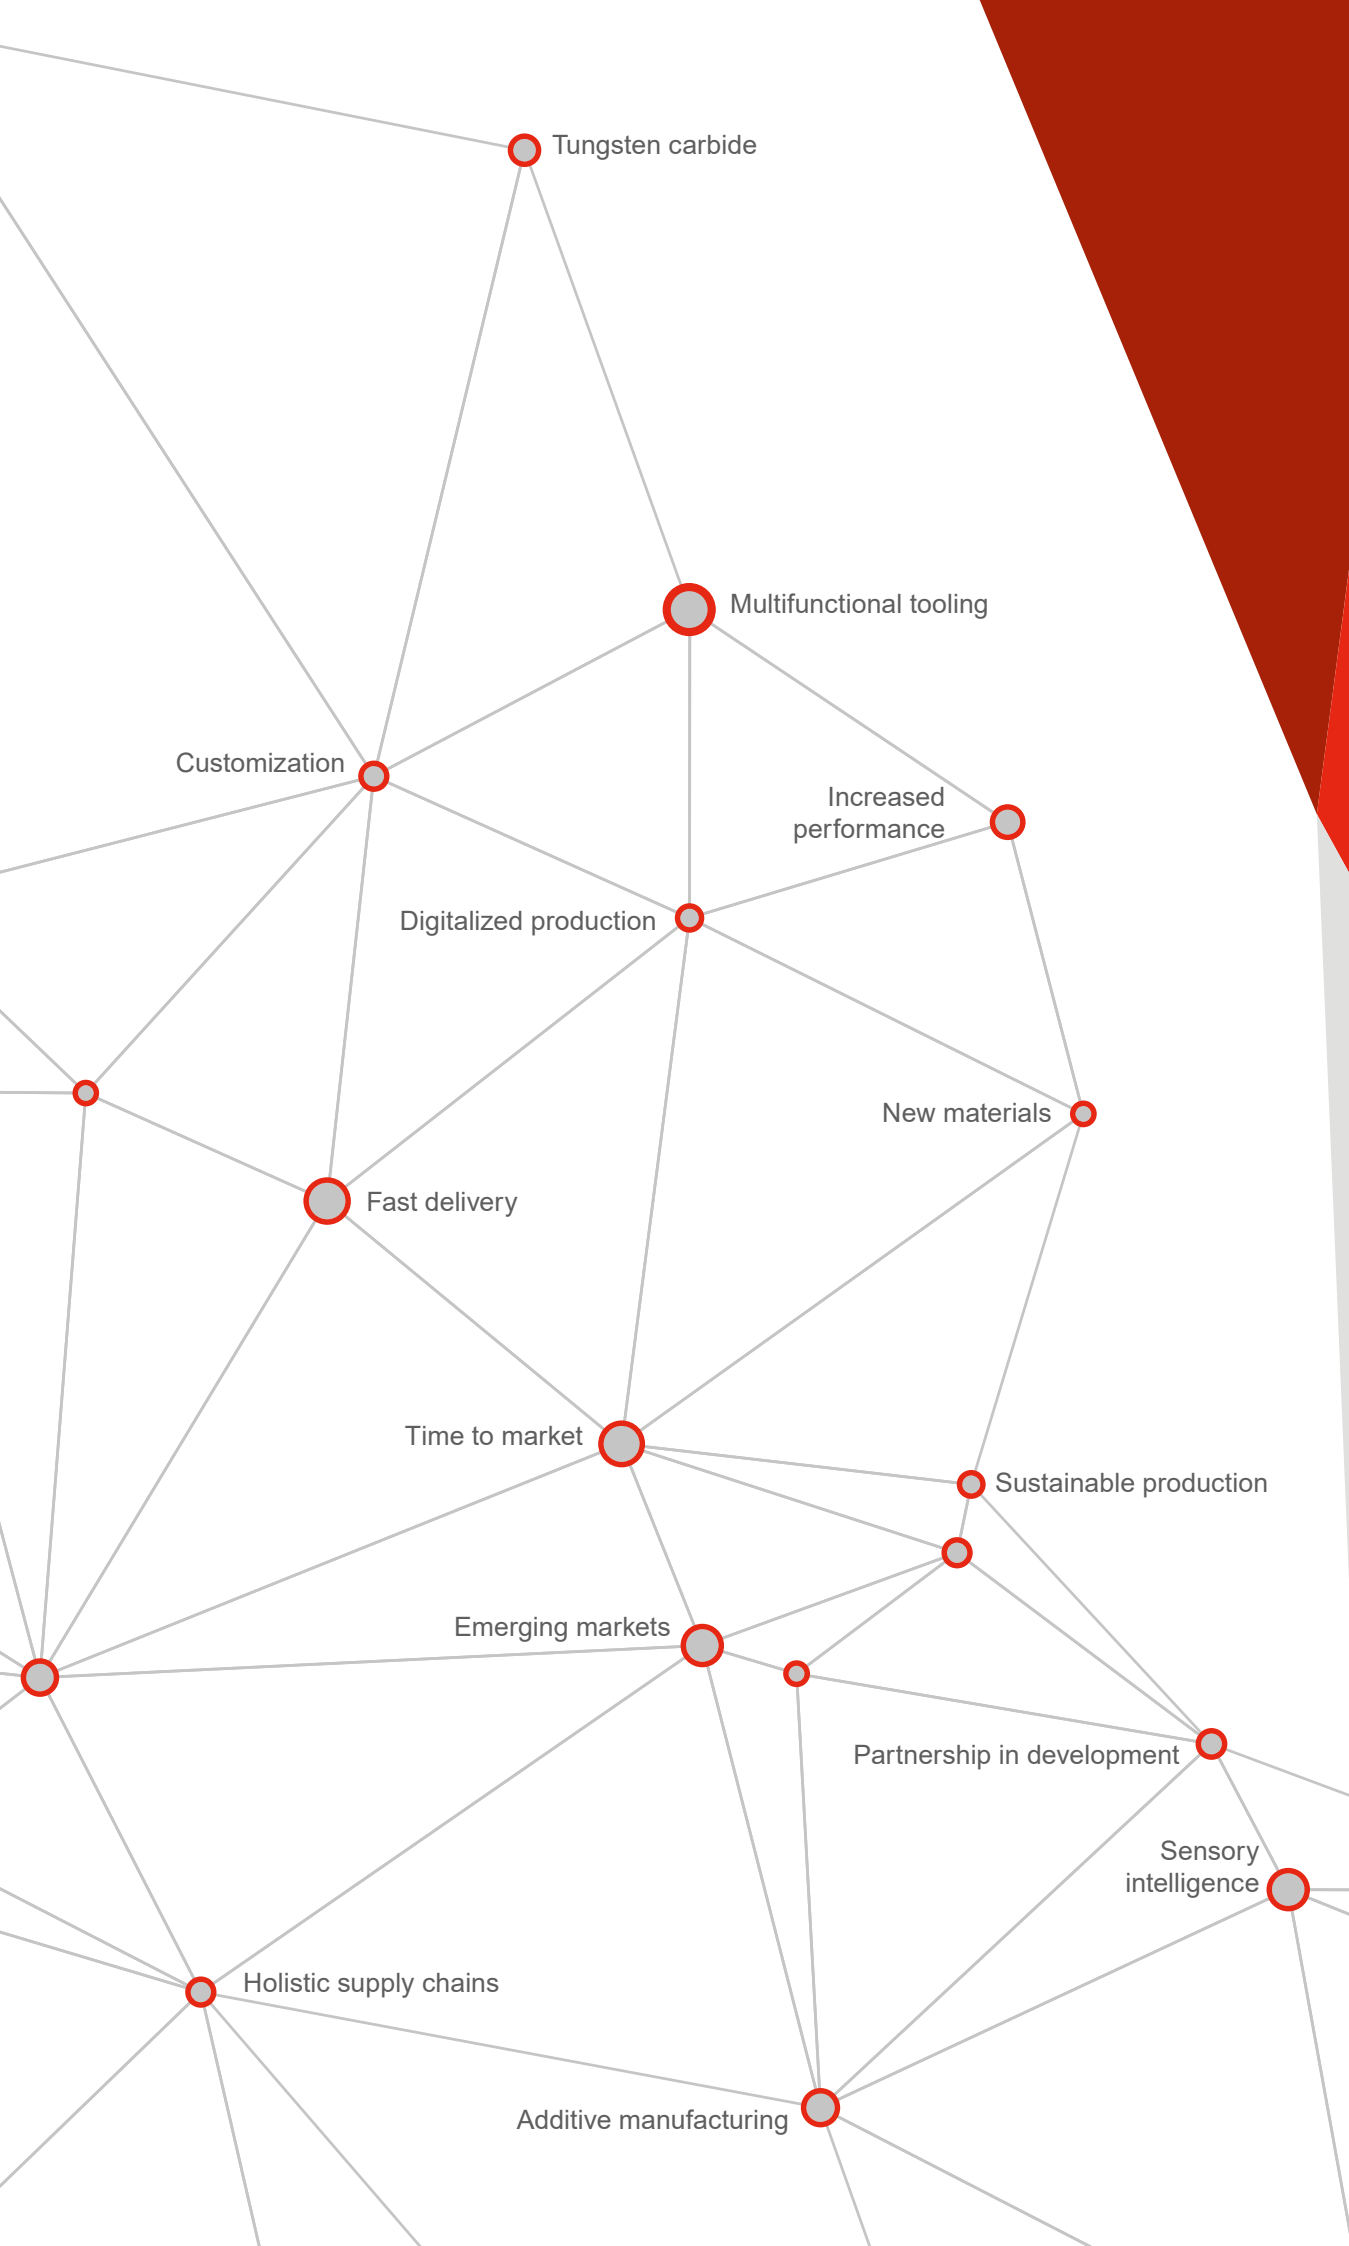 Tungsten carbide
Multifunctional tooling
Customization
Increased
performance
Digitalized production
New materials
Fast delivery
Time to market
Sustainable production
Emerging markets
Partnership in development
Sensory
intelligence
Holistic supply chains
Additive manufacturing